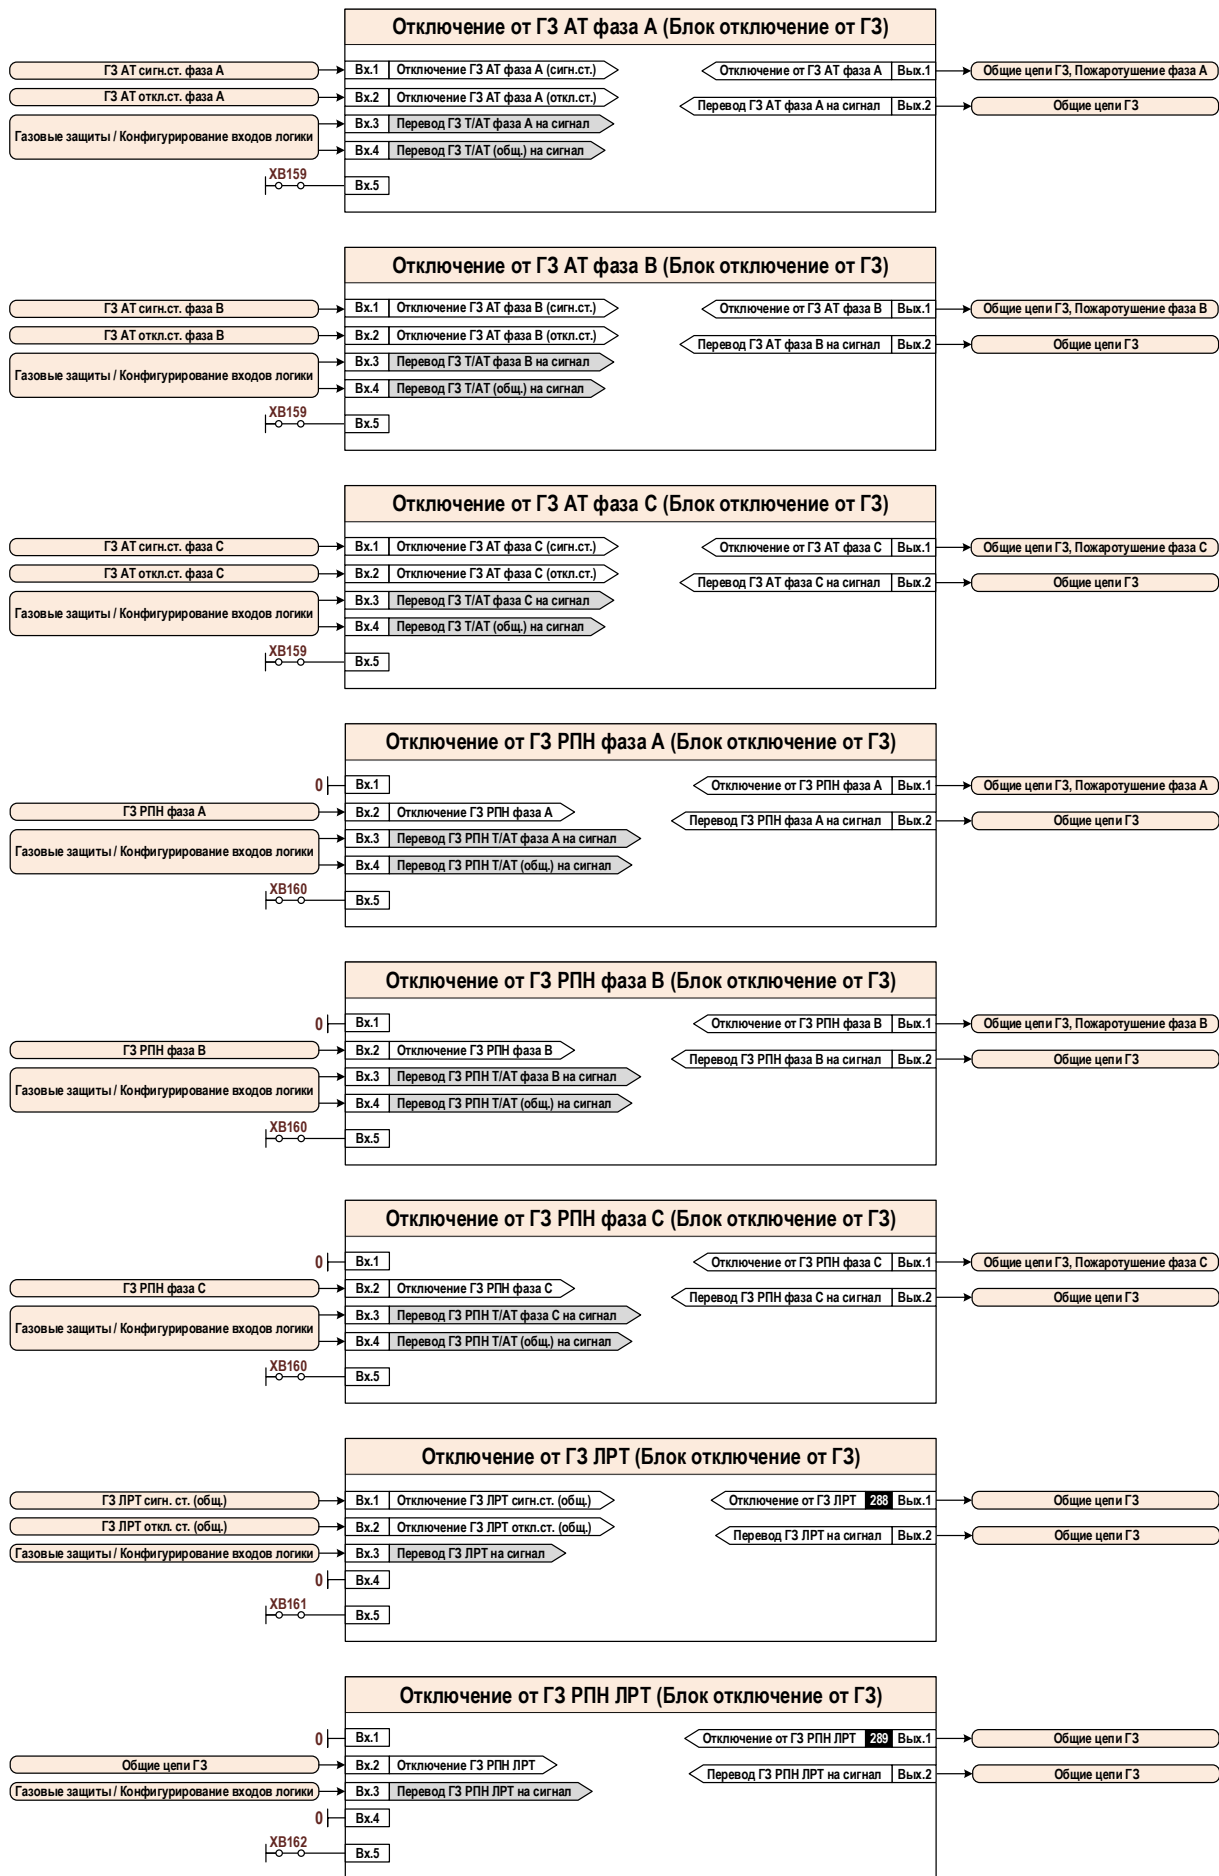 Отключение от ГЗ АТ фаза А (Блок отключение от ГЗ)
ГЗ АТ сигн.ст. фаза А Вх.1 Отключение ГЗ АТ фаза А (сигн.ст.) Отключение от ГЗ АТ фаза А Вых.1 Общие цепи ГЗ, Пожаротушение фаза А
ГЗ АТ откл.ст. фаза А Вх.2 Отключение ГЗ АТ фаза А (откл.ст.) Перевод ГЗ АТ фаза А на сигнал Вых.2 Общие цепи ГЗ
Газовые защиты / Конфигурирование входов логики Вх.3 Перевод ГЗ Т/АТ фаза А на сигнал
Вх.4 Перевод ГЗ Т/АТ (общ.) на сигнал
XB159 Вх.5
Отключение от ГЗ АТ фаза В (Блок отключение от ГЗ)
ГЗ АТ сигн.ст. фаза В Вх.1 Отключение ГЗ АТ фаза В (сигн.ст.) Отключение от ГЗ АТ фаза В Вых.1 Общие цепи ГЗ, Пожаротушение фаза В
ГЗ АТ откл.ст. фаза В Вх.2 Отключение ГЗ АТ фаза В (откл.ст.) Перевод ГЗ АТ фаза В на сигнал Вых.2 Общие цепи ГЗ
Газовые защиты / Конфигурирование входов логики Вх.3 Перевод ГЗ Т/АТ фаза В на сигнал
Вх.4 Перевод ГЗ Т/АТ (общ.) на сигнал
XB159 Вх.5
Отключение от ГЗ АТ фаза С (Блок отключение от ГЗ)
ГЗ АТ сигн.ст. фаза С Вх.1 Отключение ГЗ АТ фаза С (сигн.ст.) Отключение от ГЗ АТ фаза С Вых.1 Общие цепи ГЗ, Пожаротушение фаза С
ГЗ АТ откл.ст. фаза С Вх.2 Отключение ГЗ АТ фаза С (откл.ст.) Перевод ГЗ АТ фаза С на сигнал Вых.2 Общие цепи ГЗ
Газовые защиты / Конфигурирование входов логики Вх.3 Перевод ГЗ Т/АТ фаза С на сигнал
Вх.4 Перевод ГЗ Т/АТ (общ.) на сигнал
XB159 Вх.5
Отключение от ГЗ РПН фаза А (Блок отключение от ГЗ)
0 Вх.1 Отключение от ГЗ РПН фаза А Вых.1 Общие цепи ГЗ, Пожаротушение фаза А
ГЗ РПН фаза А Вх.2 Отключение ГЗ РПН фаза А Перевод ГЗ РПН фаза А на сигнал Вых.2 Общие цепи ГЗ
Газовые защиты / Конфигурирование входов логики Вх.3 Перевод ГЗ РПН Т/АТ фаза А на сигнал
Вх.4 Перевод ГЗ РПН Т/АТ (общ.) на сигнал
XB160 Вх.5
Отключение от ГЗ РПН фаза В (Блок отключение от ГЗ)
0 Вх.1 Отключение от ГЗ РПН фаза В Вых.1 Общие цепи ГЗ, Пожаротушение фаза В
ГЗ РПН фаза В Вх.2 Отключение ГЗ РПН фаза В Перевод ГЗ РПН фаза В на сигнал Вых.2 Общие цепи ГЗ
Газовые защиты / Конфигурирование входов логики Вх.3 Перевод ГЗ РПН Т/АТ фаза В на сигнал
Вх.4 Перевод ГЗ РПН Т/АТ (общ.) на сигнал
XB160 Вх.5
Отключение от ГЗ РПН фаза С (Блок отключение от ГЗ)
0 Вх.1 Отключение от ГЗ РПН фаза С Вых.1 Общие цепи ГЗ, Пожаротушение фаза С
ГЗ РПН фаза С Вх.2 Отключение ГЗ РПН фаза С Перевод ГЗ РПН фаза С на сигнал Вых.2 Общие цепи ГЗ
Газовые защиты / Конфигурирование входов логики Вх.3 Перевод ГЗ РПН Т/АТ фаза С на сигнал
Вх.4 Перевод ГЗ РПН Т/АТ (общ.) на сигнал
XB160 Вх.5
Отключение от ГЗ ЛРТ (Блок отключение от ГЗ)
ГЗ ЛРТ сигн. ст. (общ.) Вх.1 Отключение ГЗ ЛРТ сигн.ст. (общ.) Отключение от ГЗ ЛРТ 288 Вых.1 Общие цепи ГЗ
ГЗ ЛРТ откл. ст. (общ.) Вх.2 Отключение ГЗ ЛРТ откл.ст. (общ.) Перевод ГЗ ЛРТ на сигнал Вых.2 Общие цепи ГЗ
Газовые защиты / Конфигурирование входов логики Вх.3 Перевод ГЗ ЛРТ на сигнал
0 Вх.4
XB161 Вх.5
Отключение от ГЗ РПН ЛРТ (Блок отключение от ГЗ)
0 Вх.1 Отключение от ГЗ РПН ЛРТ 289 Вых.1 Общие цепи ГЗ
Общие цепи ГЗ Вх.2 Отключение ГЗ РПН ЛРТ Перевод ГЗ РПН ЛРТ на сигнал Вых.2 Общие цепи ГЗ
Газовые защиты / Конфигурирование входов логики Вх.3 Перевод ГЗ РПН ЛРТ на сигнал
0 Вх.4
XB162 Вх.5